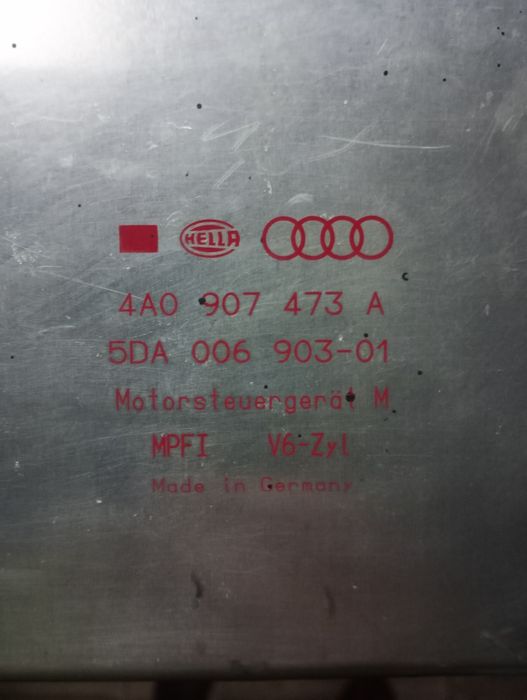 HELLA
4A0 907 473 A
5DA 006 903-01
Motorsteuergerät M
MPFI V6-Zyl
Made in Germany